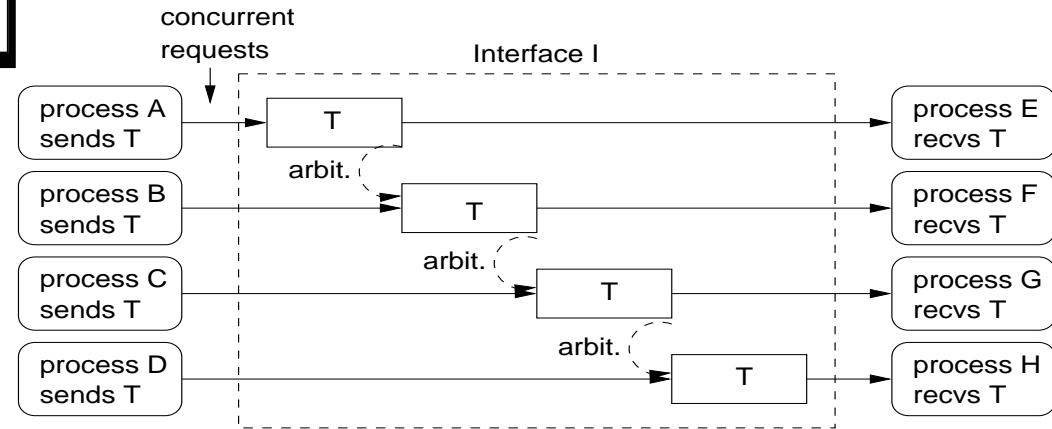 concurrent
requests
Interface I
process A
sends T
T
process E
recvs T
arbit.
process B
sends T
T
process F
recvs T
arbit.
process C
sends T
T
process G
recvs T
arbit.
process D
sends T
T
process H
recvs T